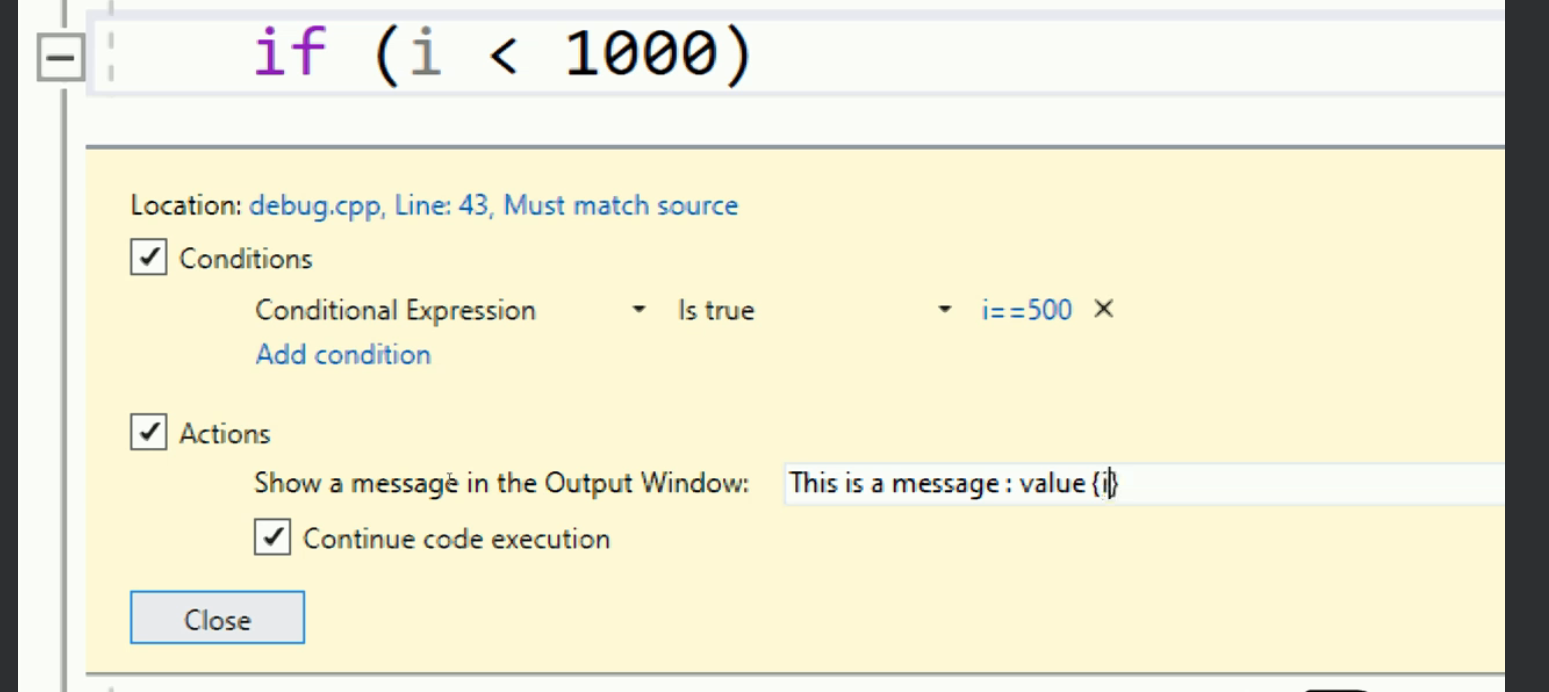 if (i < 1000)
Location: debug.cpp, Line: 43, Must match source
Conditions
Conditional Expression Is true i==500
Add condition
Actions
Show a message in the Output Window: This is a message : value {i}
Continue code execution
Close